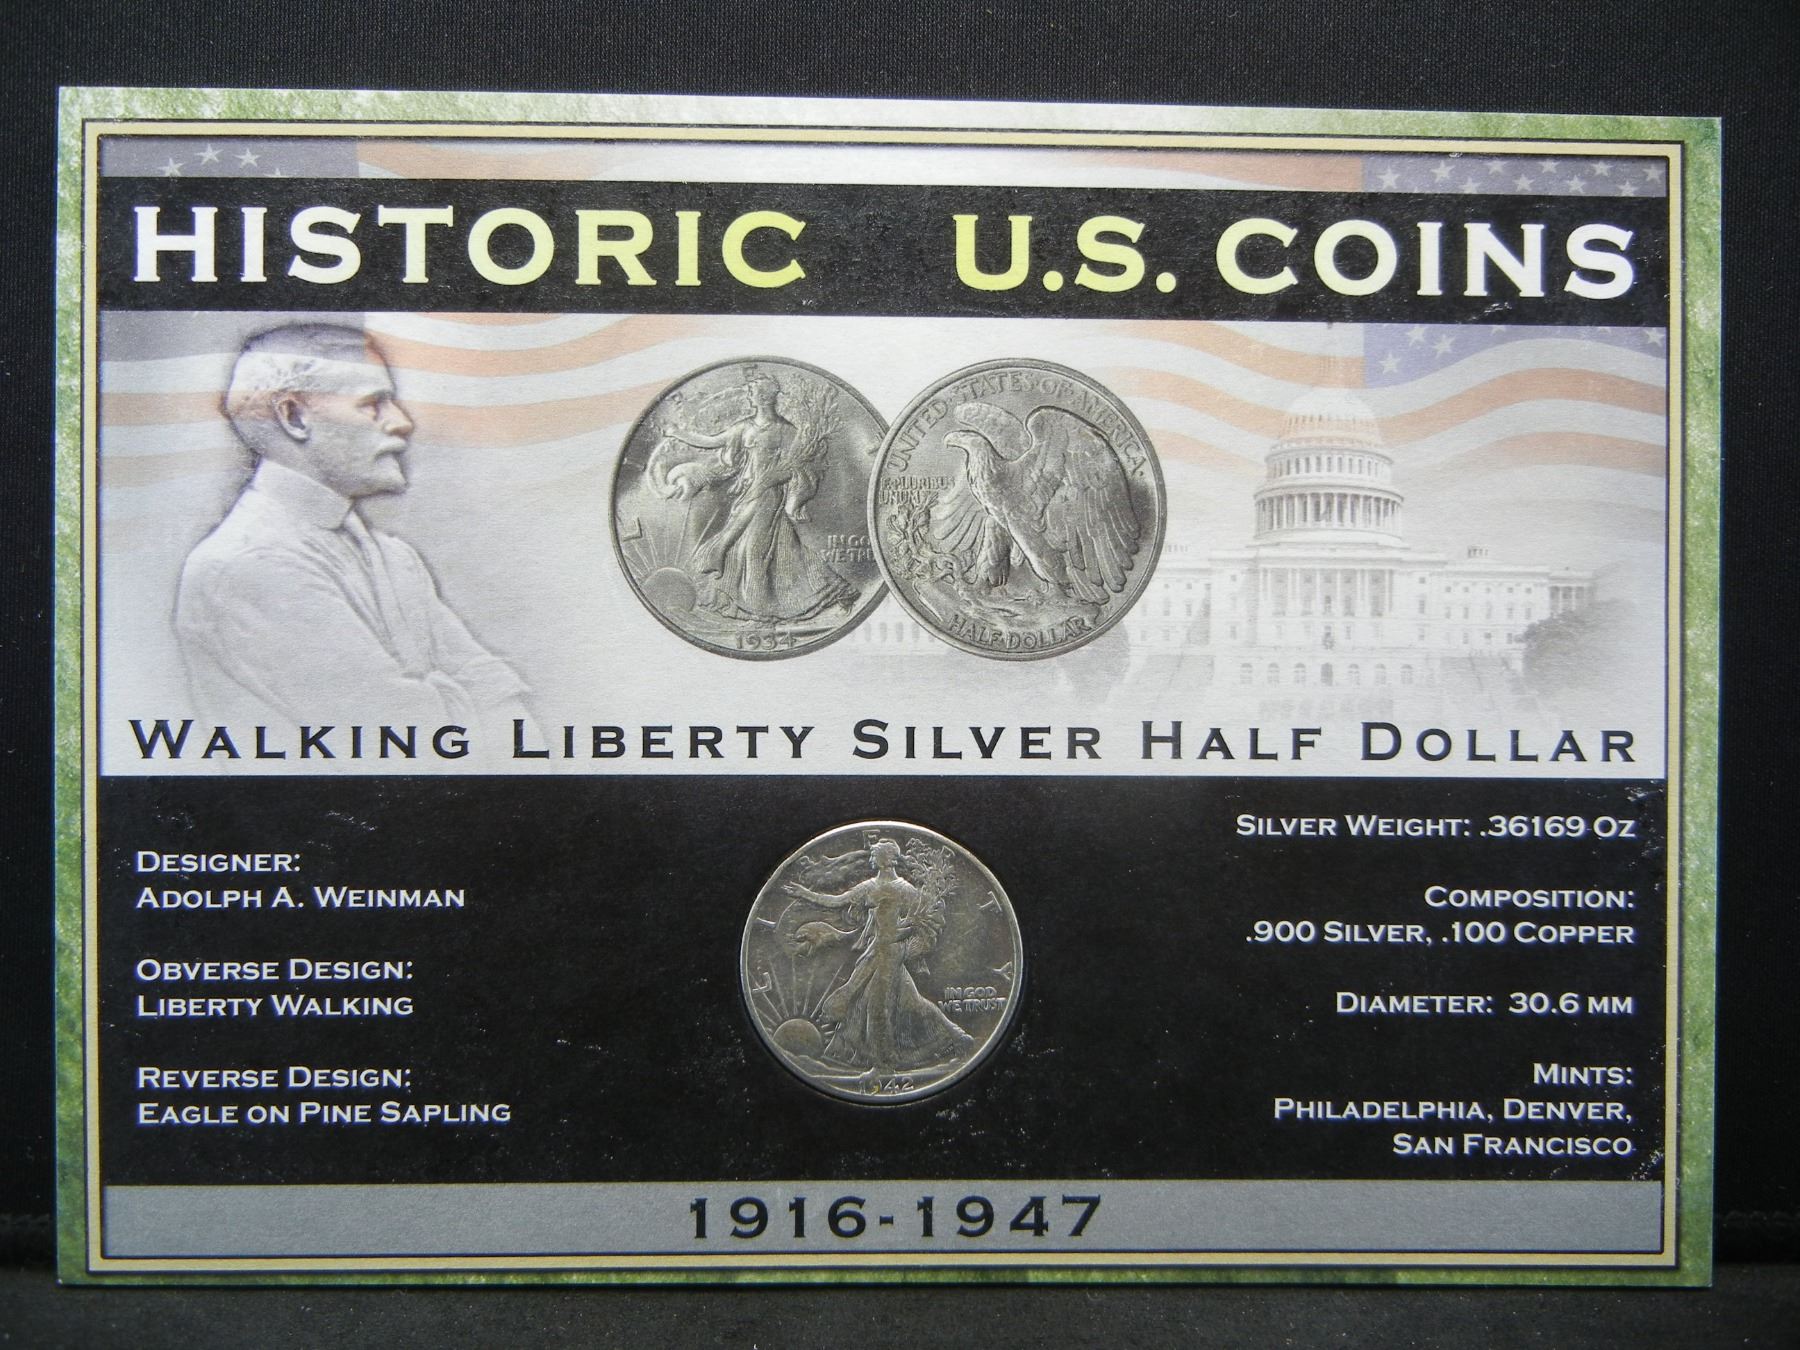 HISTORIC U.S. COINS
LIBERTY
IN GO
WE TRU
1934
UNITED·STATES·OF·AMERICA
E·PLURIBUS
UNUM
HALF·DOLLAR
WALKING LIBERTY SILVER HALF DOLLAR
DESIGNER:
ADOLPH A. WEINMAN
OBVERSE DESIGN:
LIBERTY WALKING
REVERSE DESIGN:
EAGLE ON PINE SAPLING
LIBERTY
IN GOD
WE TRUST
1942
SILVER WEIGHT: .36169 OZ
COMPOSITION:
.900 SILVER, .100 COPPER
DIAMETER: 30.6 MM
MINTS:
PHILADELPHIA, DENVER,
SAN FRANCISCO
1916-1947